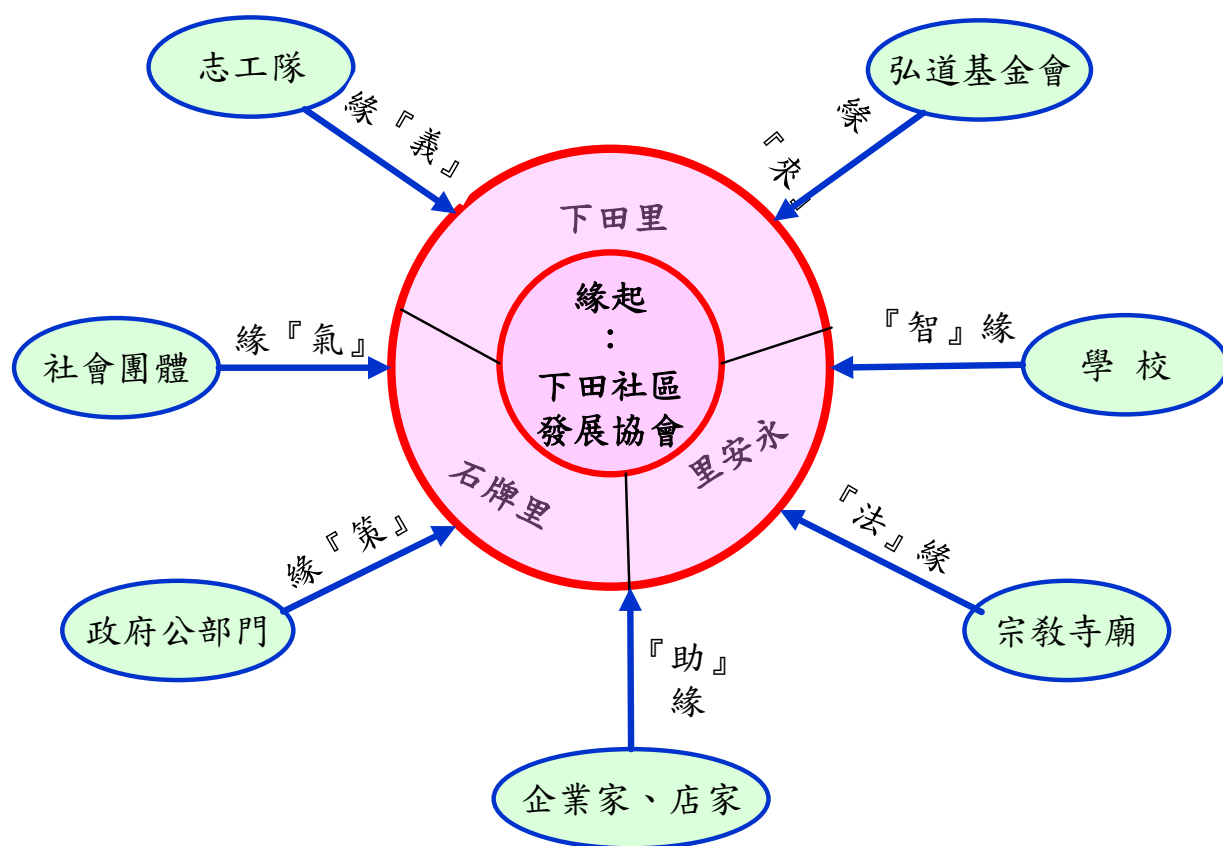 志工隊
弘道基金會
緣『義』
緣
『來』
下田里
緣起
：
下田社區
發展協會
社會團體
緣『氣』
『智』緣
學 校
石牌里
里安永
政府公部門
緣『策』
『法』緣
宗教寺廟
『助』
緣
企業家、店家